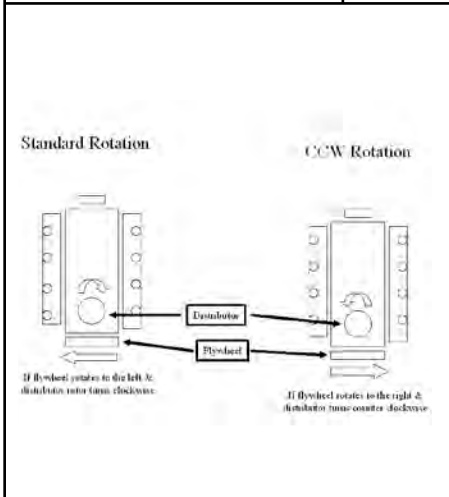 Standard Rotation
CCW Rotation
Distributor
Flywheel
If flywheel rotates to the left &
distributor rotor turns clockwise
If flywheel rotates to the right &
distributor turns counter clockwise